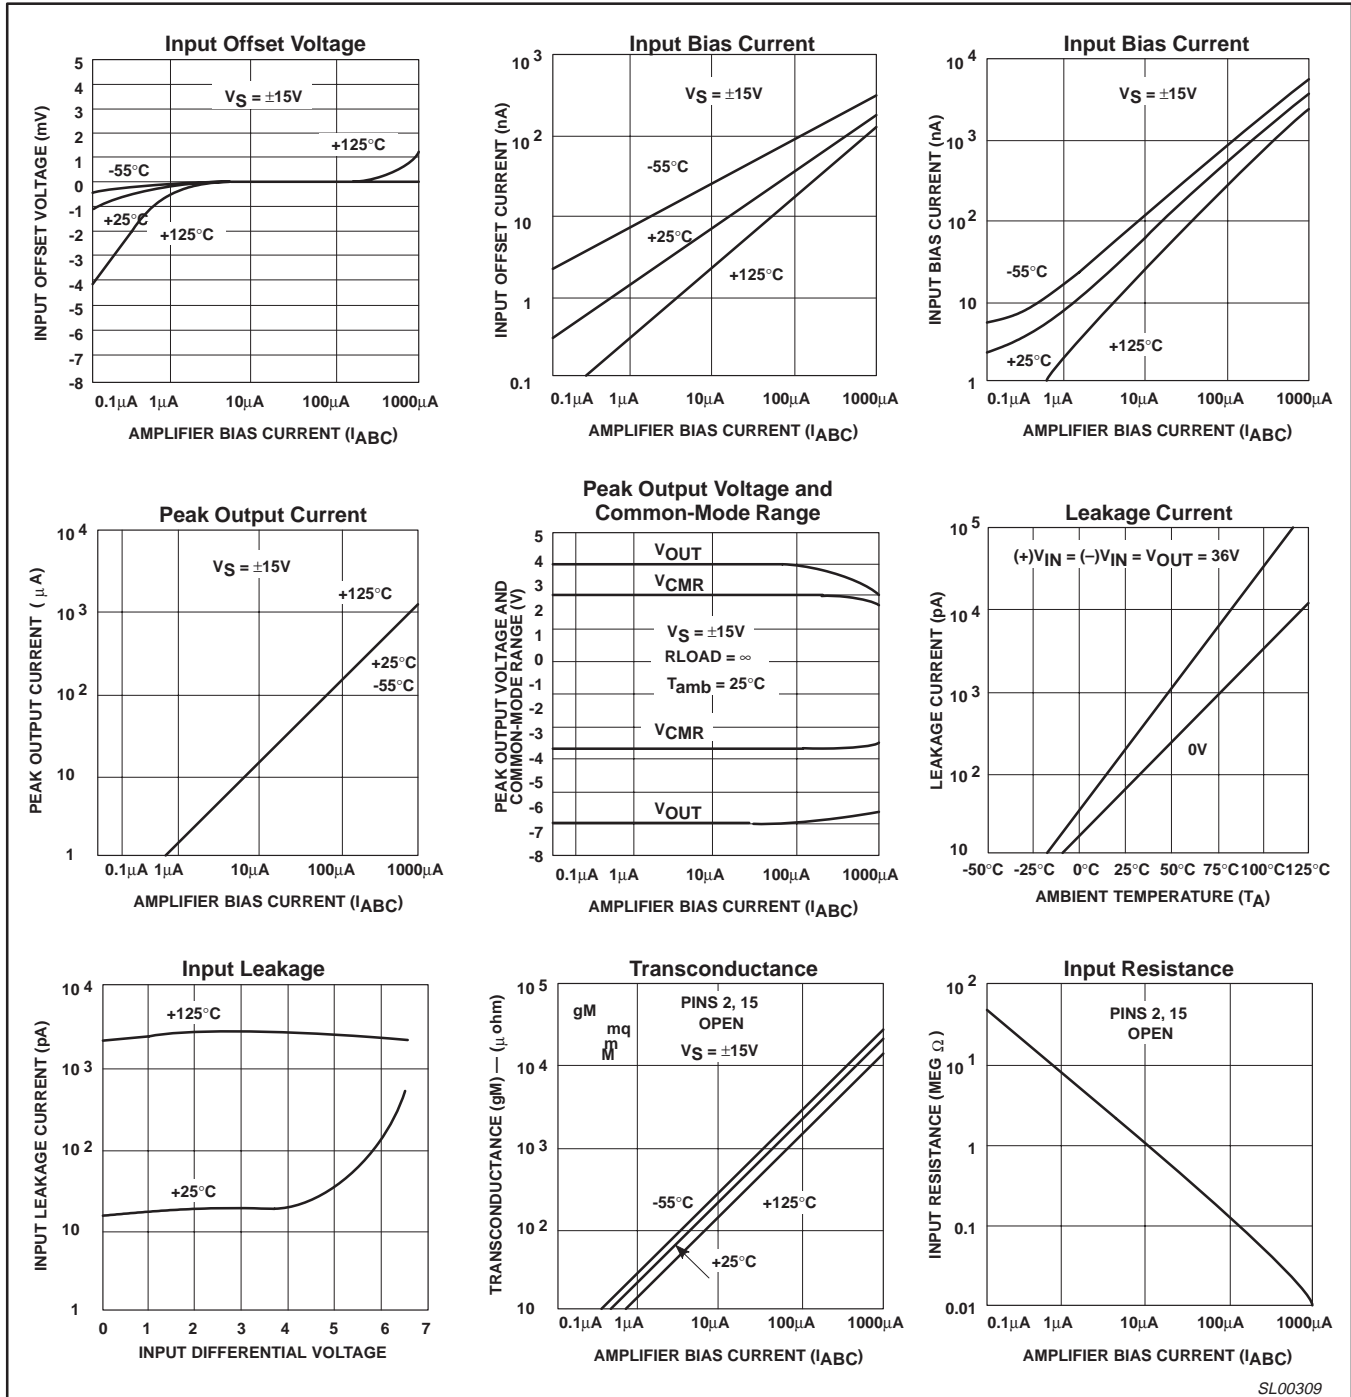 Input Offset Voltage
INPUT OFFSET VOLTAGE (mV)
5
4
3
2
1
0
-1
-2
-3
-4
-5
-6
-7
-8
VS = ±15V
+125°C
-55°C
+25°C
+125°C
0.1µA 1µA 10µA 100µA 1000µA
AMPLIFIER BIAS CURRENT (IABC)
Input Bias Current
INPUT OFFSET CURRENT (nA)
10 3
10 2
10
1
0.1
VS = ±15V
-55°C
+25°C
+125°C
0.1µA 1µA 10µA 100µA 1000µA
AMPLIFIER BIAS CURRENT (IABC)
Input Bias Current
INPUT BIAS CURRENT (nA)
10 4
10 3
10 2
10
1
VS = ±15V
-55°C
+25°C
+125°C
0.1µA 1µA 10µA 100µA 1000µA
AMPLIFIER BIAS CURRENT (IABC)
Peak Output Current
PEAK OUTPUT CURRENT ( µA)
10 4
10 3
10 2
10
1
VS = ±15V
+125°C
+25°C
-55°C
0.1µA 1µA 10µA 100µA 1000µA
AMPLIFIER BIAS CURRENT (IABC)
Peak Output Voltage and
Common-Mode Range
PEAK OUTPUT VOLTAGE AND
COMMON-MODE RANGE (V)
5
4
3
2
1
0
-1
-2
-3
-4
-5
-6
-7
-8
VOUT
VCMR
VS = ±15V
RLOAD = ∞
Tamb = 25°C
VCMR
VOUT
0.1µA 1µA 10µA 100µA 1000µA
AMPLIFIER BIAS CURRENT (IABC)
Leakage Current
LEAKAGE CURRENT (pA)
10 5
10 4
10 3
10 2
10
(+)VIN = (–)VIN = VOUT = 36V
0V
-50°C -25°C 0°C 25°C 50°C 75°C 100°C 125°C
AMBIENT TEMPERATURE (TA)
Input Leakage
INPUT LEAKAGE CURRENT (pA)
10 4
10 3
10 2
10
1
+125°C
+25°C
0 1 2 3 4 5 6 7
INPUT DIFFERENTIAL VOLTAGE
Transconductance
TRANSCONDUCTANCE (gM) — (µ ohm)
10 5
10 4
10 3
10 2
10
gM
mq
m
M
PINS 2, 15
OPEN
VS = ±15V
-55°C
+125°C
+25°C
0.1µA 1µA 10µA 100µA 1000µA
AMPLIFIER BIAS CURRENT (IABC)
Input Resistance
INPUT RESISTANCE (MEG Ω)
10 2
10 1
1
0.1
0.01
PINS 2, 15
OPEN
0.1µA 1µA 10µA 100µA 1000µA
AMPLIFIER BIAS CURRENT (IABC)
SL00309